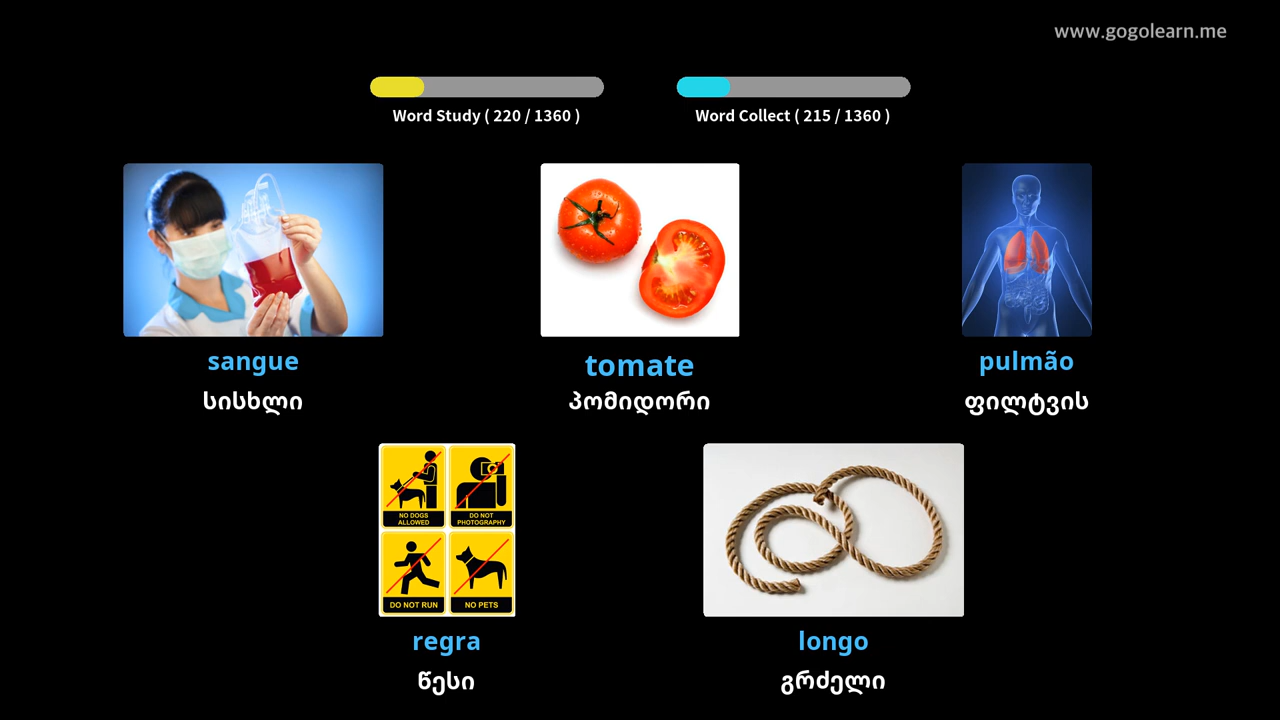 www.gogolearn.me
Word Study ( 220 / 1360 )
Word Collect ( 215 / 1360 )
sangue
სისხლი
tomate
პომიდორი
pulmão
ფილტვის
NO DOGS
ALLOWED
DO NOT
PHOTOGRAPHY
DO NOT RUN
NO PETS
regra
წესი
longo
გრძელი